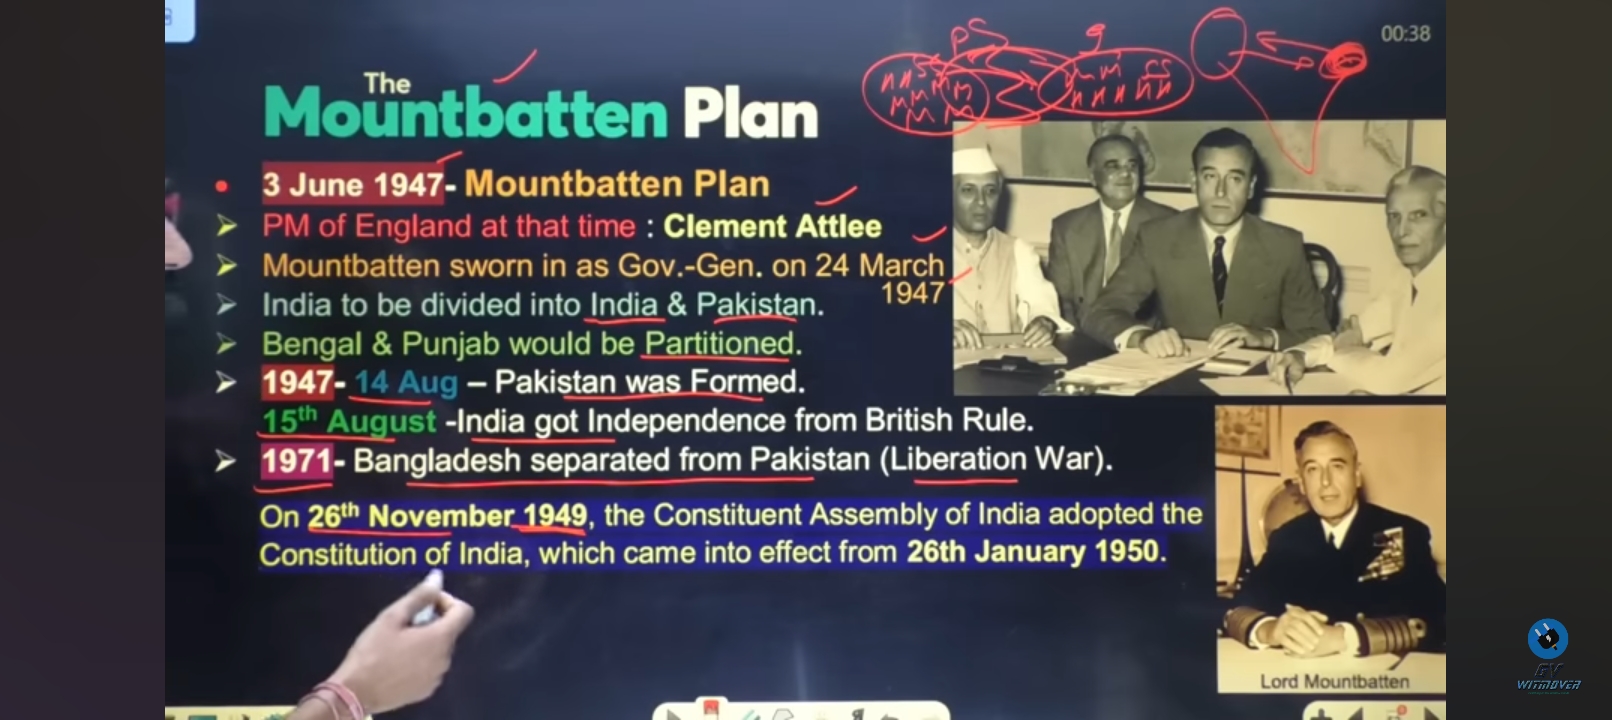 00:38
The
Mountbatten Plan
• 3 June 1947- Mountbatten Plan
➢ PM of England at that time : Clement Attlee
➢ Mountbatten sworn in as Gov.-Gen. on 24 March
1947
➢ India to be divided into India & Pakistan.
➢ Bengal & Punjab would be Partitioned.
➢ 1947- 14 Aug – Pakistan was Formed.
15th August -India got Independence from British Rule.
➢ 1971- Bangladesh separated from Pakistan (Liberation War).
On 26th November 1949, the Constituent Assembly of India adopted the
Constitution of India, which came into effect from 26th January 1950.
Lord Mountbatten
WITMOVER